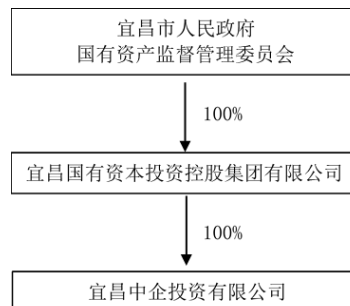 宜昌市人民政府
国有资产监督管理委员会
100%
宜昌国有资本投资控股集团有限公司
100%
宜昌中企投资有限公司